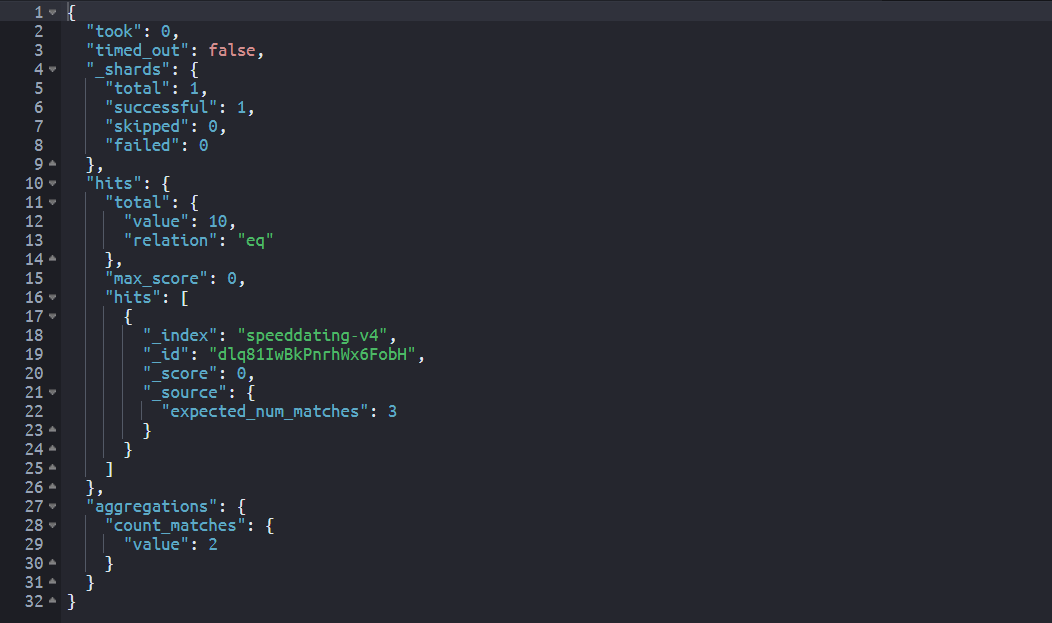 1 {
2 "took": 0,
3 "timed_out": false,
4 "_shards": {
5 "total": 1,
6 "successful": 1,
7 "skipped": 0,
8 "failed": 0
9 },
10 "hits": {
11 "total": {
12 "value": 10,
13 "relation": "eq"
14 },
15 "max_score": 0,
16 "hits": [
17 {
18 "_index": "speeddating-v4",
19 "_id": "dlq81IwBkPnrhWx6FobH",
20 "_score": 0,
21 "_source": {
22 "expected_num_matches": 3
23 }
24 }
25 ]
26 },
27 "aggregations": {
28 "count_matches": {
29 "value": 2
30 }
31 }
32 }